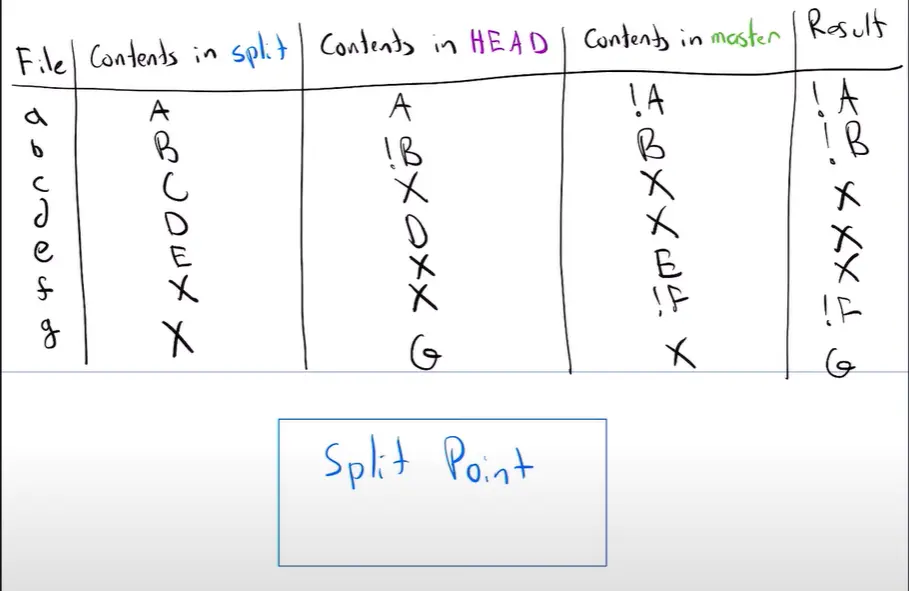 File Contents in split Contents in HEAD Contents in master Result
a A A !A !A
b B !B B !B
c C X X X
d D D X X
e E X E X
f X X !F !F
g X G X G
Split Point